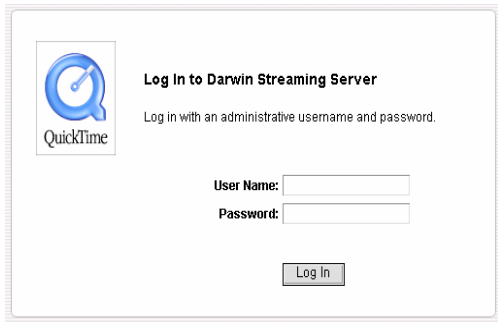 Log In to Darwin Streaming Server
Log in with an administrative username and password.
QuickTime
User Name:
Password:
Log In